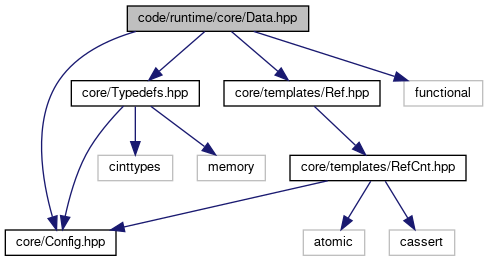 code/runtime/core/Data.hpp
core/Typedefs.hpp
core/templates/Ref.hpp
functional
cinttypes
memory
core/templates/RefCnt.hpp
core/Config.hpp
atomic
cassert